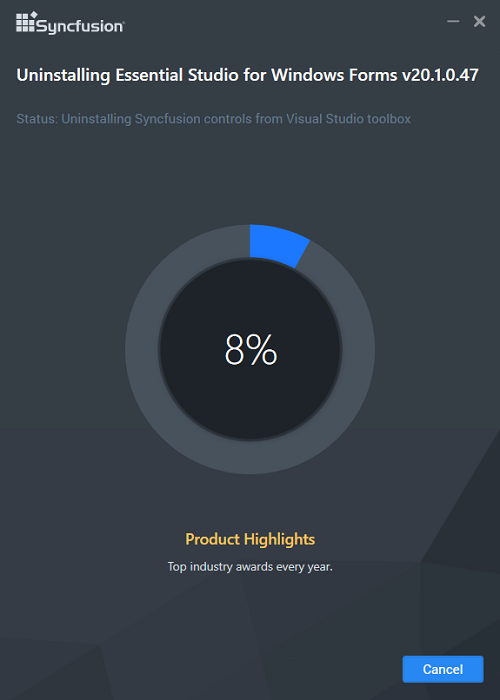 Syncfusion®
Uninstalling Essential Studio for Windows Forms v20.1.0.47
Status: Uninstalling Syncfusion controls from Visual Studio toolbox
8%
Product Highlights
Top industry awards every year.
Cancel